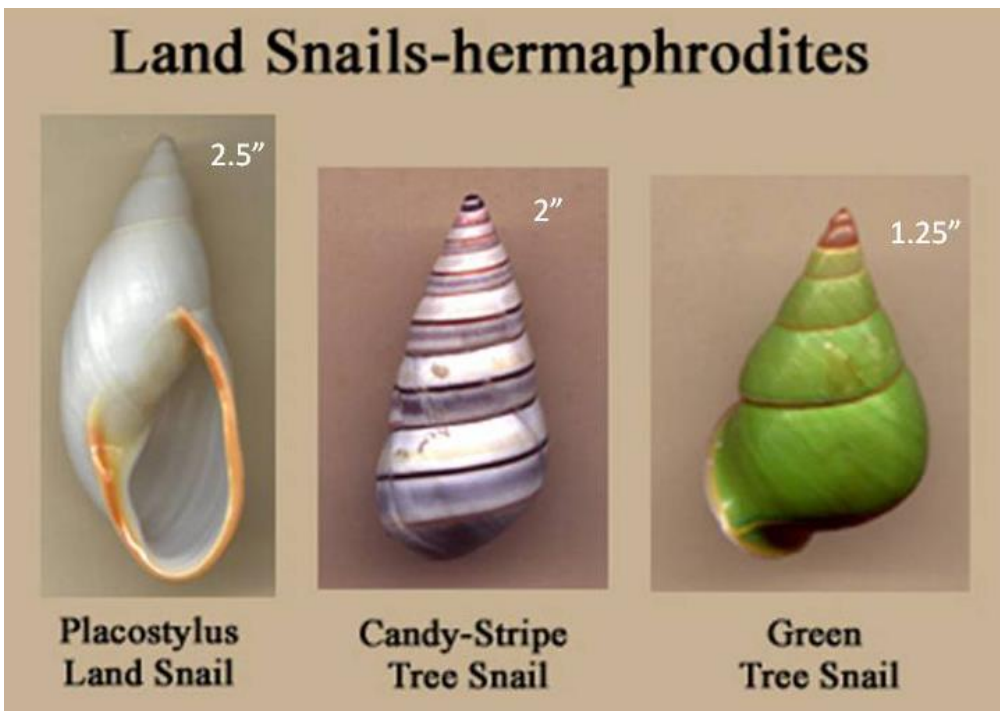 Land Snails-hermaphrodites
2.5”
2”
1.25”
Placostylus
Land Snail
Candy-Stripe
Tree Snail
Green
Tree Snail